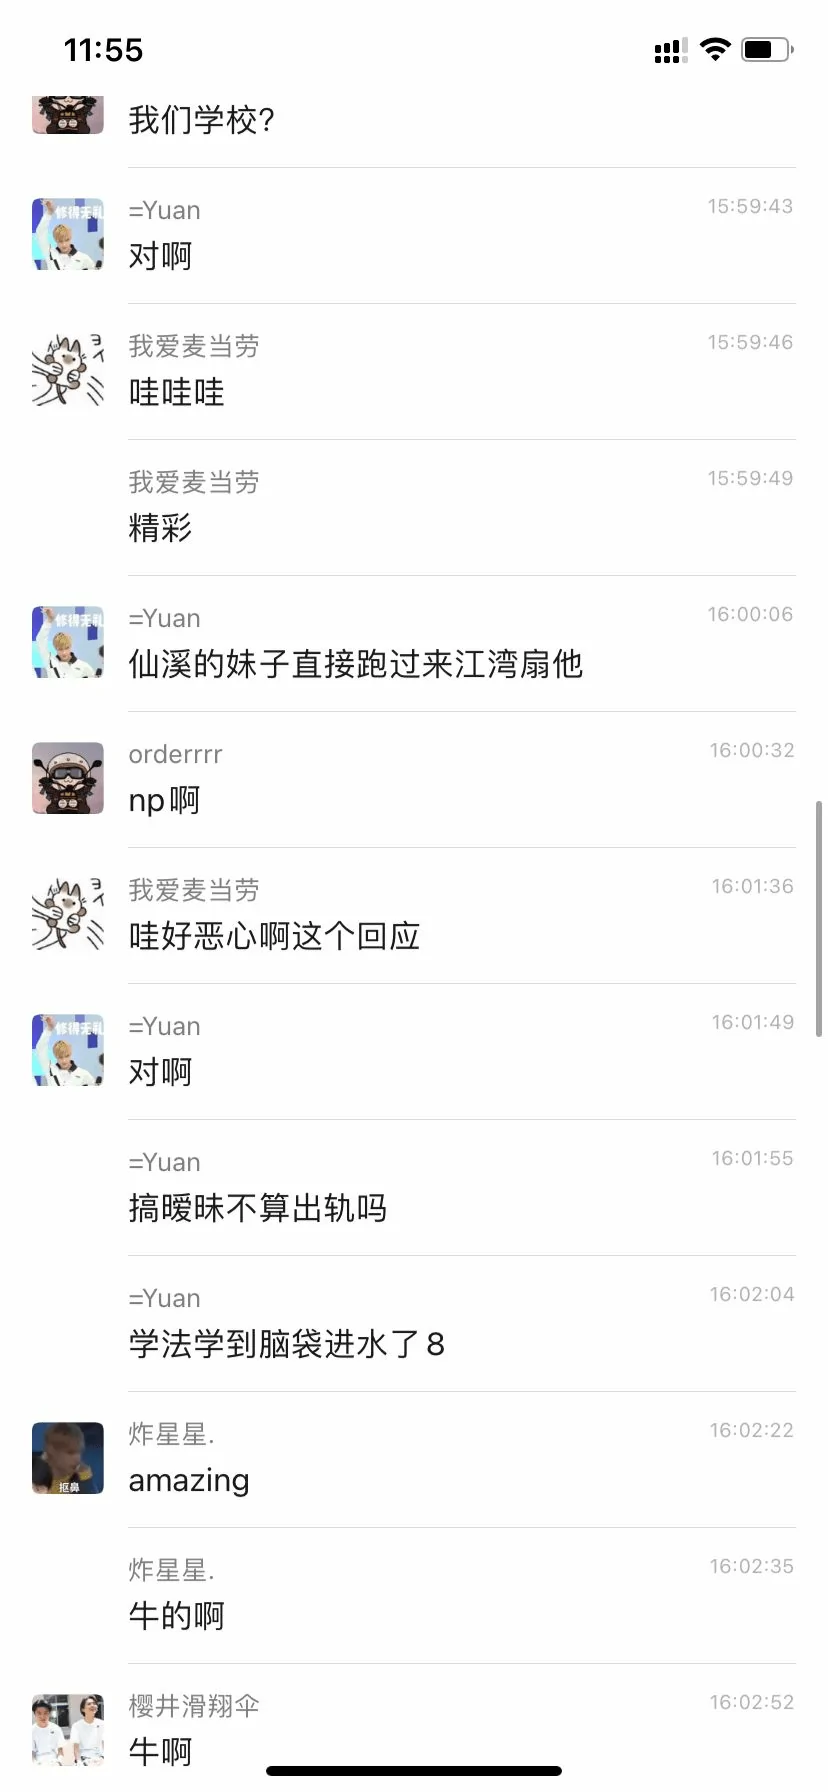 11:55
我们学校?
=Yuan
15:59:43
对啊
我爱麦当劳
15:59:46
哇哇哇
我爱麦当劳
15:59:49
精彩
=Yuan
16:00:06
仙溪的妹子直接跑过来江湾扇他
orderrrr
16:00:32
np啊
我爱麦当劳
16:01:36
哇好恶心啊这个回应
=Yuan
16:01:49
对啊
=Yuan
16:01:55
搞暧昧不算出轨吗
=Yuan
16:02:04
学法学到脑袋进水了8
炸星星.
16:02:22
抠鼻
amazing
炸星星.
16:02:35
牛的啊
樱井滑翔伞
16:02:52
牛啊